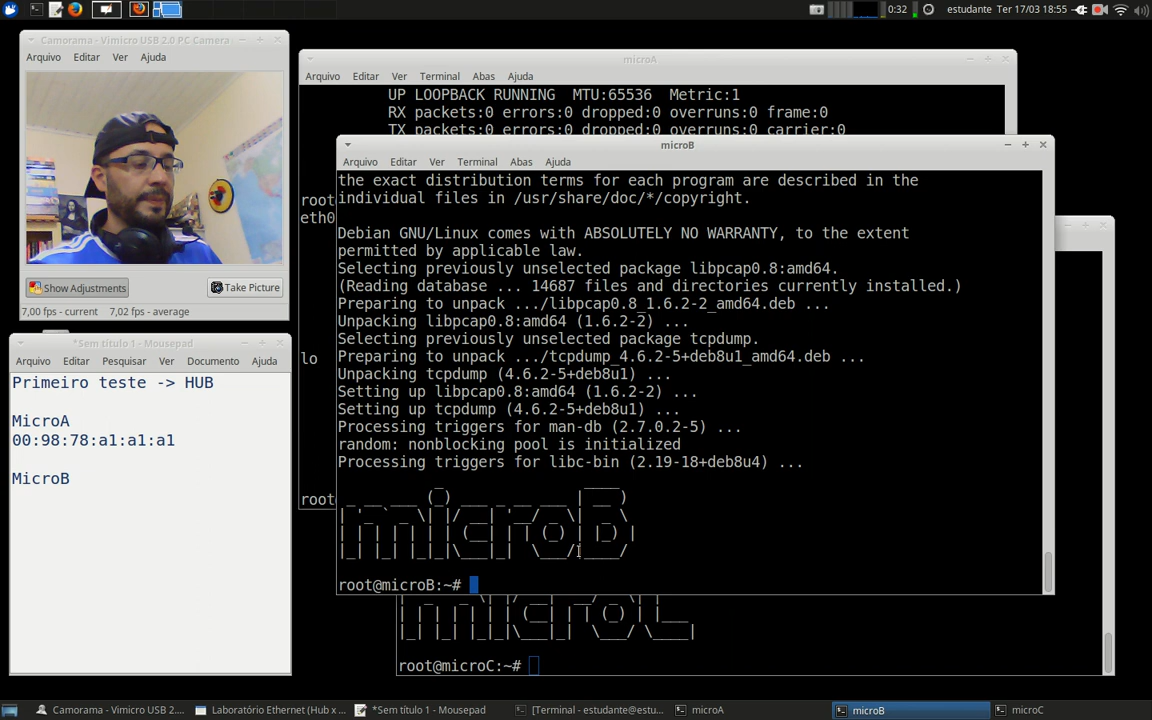 0:32
estudante
Ter 17/03 18:55
Camorama - Vimicro USB 2.0 PC Camera
Arquivo Editar Ver Ajuda
Show Adjustments
Take Picture
7,00 fps - current 7,02 fps - average
*Sem título 1 - Mousepad
Arquivo Editar Pesquisar Ver Documento Ajuda
Primeiro teste -> HUB
MicroA
00:98:78:a1:a1:a1
MicroB
microA
Arquivo Editar Ver Terminal Abas Ajuda
UP LOOPBACK RUNNING MTU:65536 Metric:1
RX packets:0 errors:0 dropped:0 overruns:0 frame:0
TX packets:0 errors:0 dropped:0 overruns:0 carrier:0
root
eth0
lo
root
microB
Arquivo Editar Ver Terminal Abas Ajuda
the exact distribution terms for each program are described in the
individual files in /usr/share/doc/*/copyright.
Debian GNU/Linux comes with ABSOLUTELY NO WARRANTY, to the extent
permitted by applicable law.
Selecting previously unselected package libpcap0.8:amd64.
(Reading database ... 14687 files and directories currently installed.)
Preparing to unpack .../libpcap0.8_1.6.2-2_amd64.deb ...
Unpacking libpcap0.8:amd64 (1.6.2-2) ...
Selecting previously unselected package tcpdump.
Preparing to unpack .../tcpdump_4.6.2-5+deb8u1_amd64.deb ...
Unpacking tcpdump (4.6.2-5+deb8u1) ...
Setting up libpcap0.8:amd64 (1.6.2-2) ...
Setting up tcpdump (4.6.2-5+deb8u1) ...
Processing triggers for man-db (2.7.0.2-5) ...
random: nonblocking pool is initialized
Processing triggers for libc-bin (2.19-18+deb8u4) ...
microB
root@microB:~#
microC
root@microC:~#
Camorama - Vimicro USB 2.0 PC...
Laboratório Ethernet (Hub x ...
*Sem título 1 - Mousepad
[Terminal - estudante@estu...
microA
microB
microC